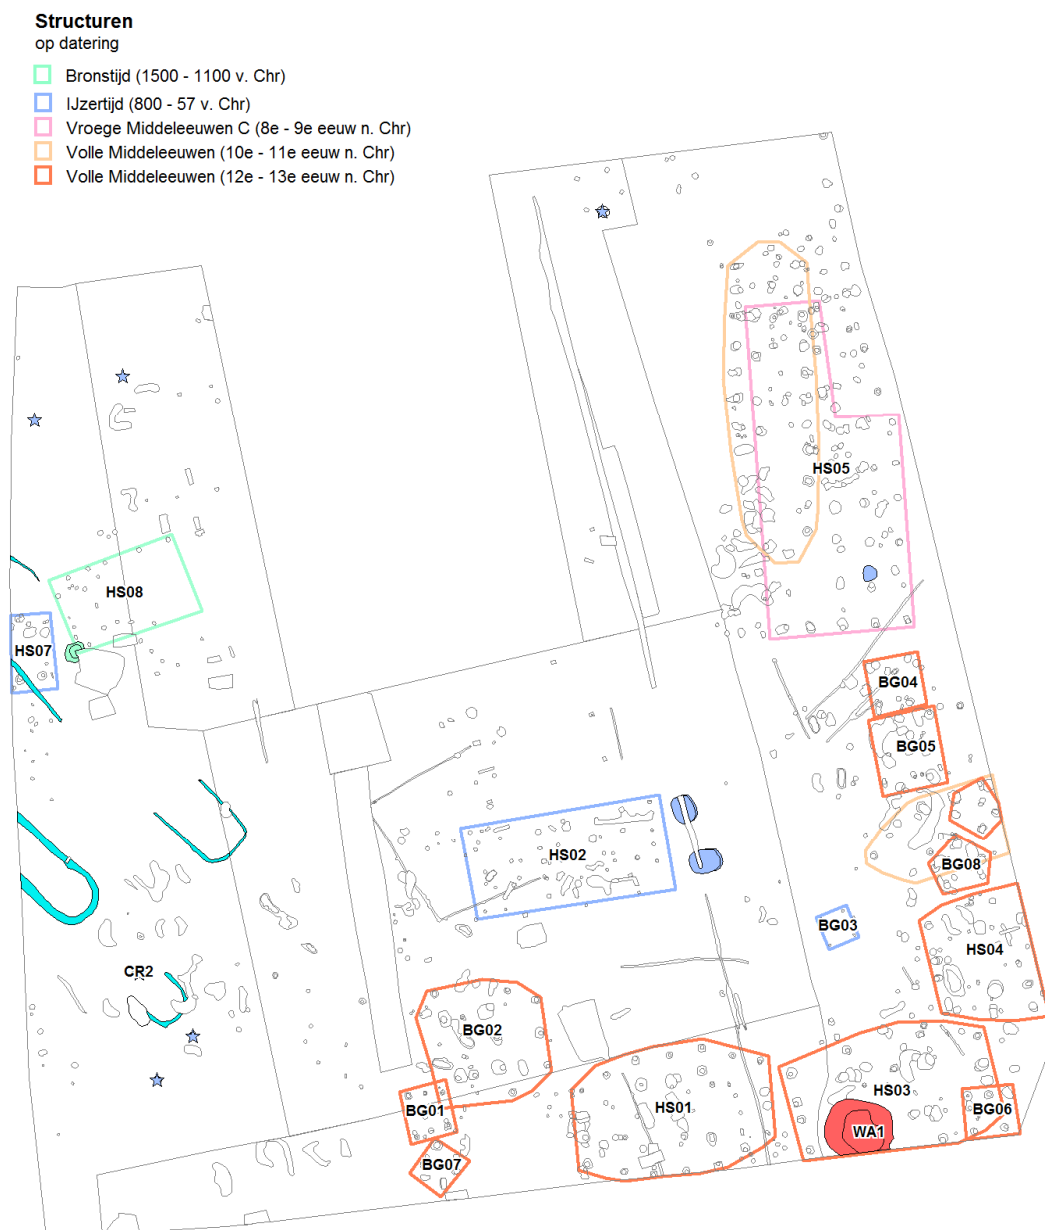 Structuren
op datering
Bronstijd (1500 - 1100 v. Chr)
IJzertijd (800 - 57 v. Chr)
Vroege Middeleeuwen C (8e - 9e eeuw n. Chr)
Volle Middeleeuwen (10e - 11e eeuw n. Chr)
Volle Middeleeuwen (12e - 13e eeuw n. Chr)
HS05
HS08
HS07
BG04
BG05
HS02
BG08
BG03
HS04
CR2
BG02
HS03
BG01
HS01
BG06
WA1
BG07